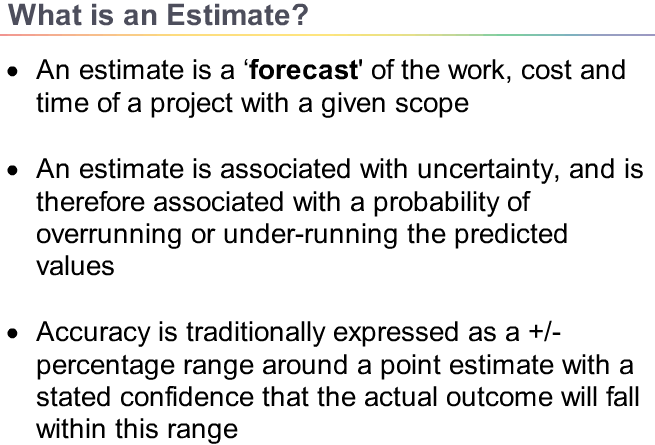 What is an Estimate?
• An estimate is a ‘forecast' of the work, cost and
time of a project with a given scope
• An estimate is associated with uncertainty, and is
therefore associated with a probability of
overrunning or under-running the predicted
values
• Accuracy is traditionally expressed as a +/-
percentage range around a point estimate with a
stated confidence that the actual outcome will fall
within this range